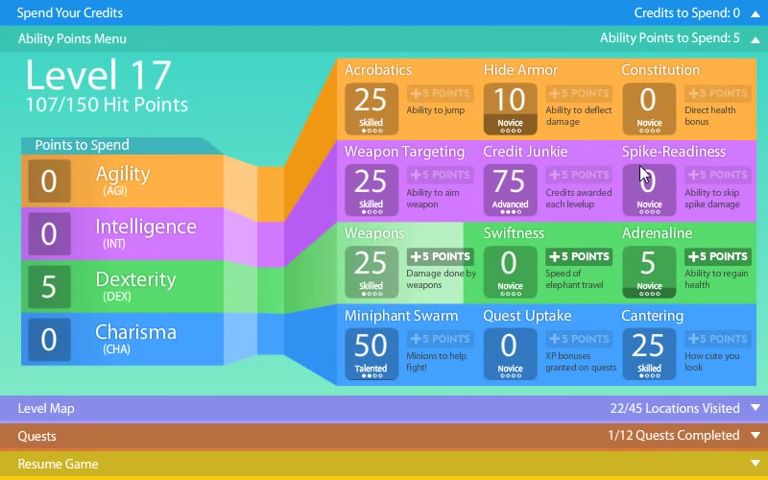 Spend Your Credits
Credits to Spend: 0
Ability Points Menu
Ability Points to Spend: 5
Level 17
107/150 Hit Points
Points to Spend
0
Agility
(AGI)
0
Intelligence
(INT)
5
Dexterity
(DEX)
0
Charisma
(CHA)
Acrobatics
25
Skilled
+5 POINTS
Ability to jump
Hide Armor
10
Novice
+5 POINTS
Ability to deflect
damage
Constitution
0
Novice
+5 POINTS
Direct health
bonus
Weapon Targeting
25
Skilled
+5 POINTS
Ability to aim
weapon
Credit Junkie
75
Advanced
+5 POINTS
Credits awarded
each levelup
Spike-Readiness
0
Novice
+5 POINTS
Ability to skip
spike damage
Weapons
25
Skilled
+5 POINTS
Damage done by
weapons
Swiftness
0
Novice
+5 POINTS
Speed of
elephant travel
Adrenaline
5
Novice
+5 POINTS
Ability to regain
health
Miniphant Swarm
50
Talented
+5 POINTS
Minions to help
fight!
Quest Uptake
0
Novice
+5 POINTS
XP bonuses
granted on quests
Cantering
25
Skilled
+5 POINTS
How cute you
look
Level Map
22/45 Locations Visited
Quests
1/12 Quests Completed
Resume Game